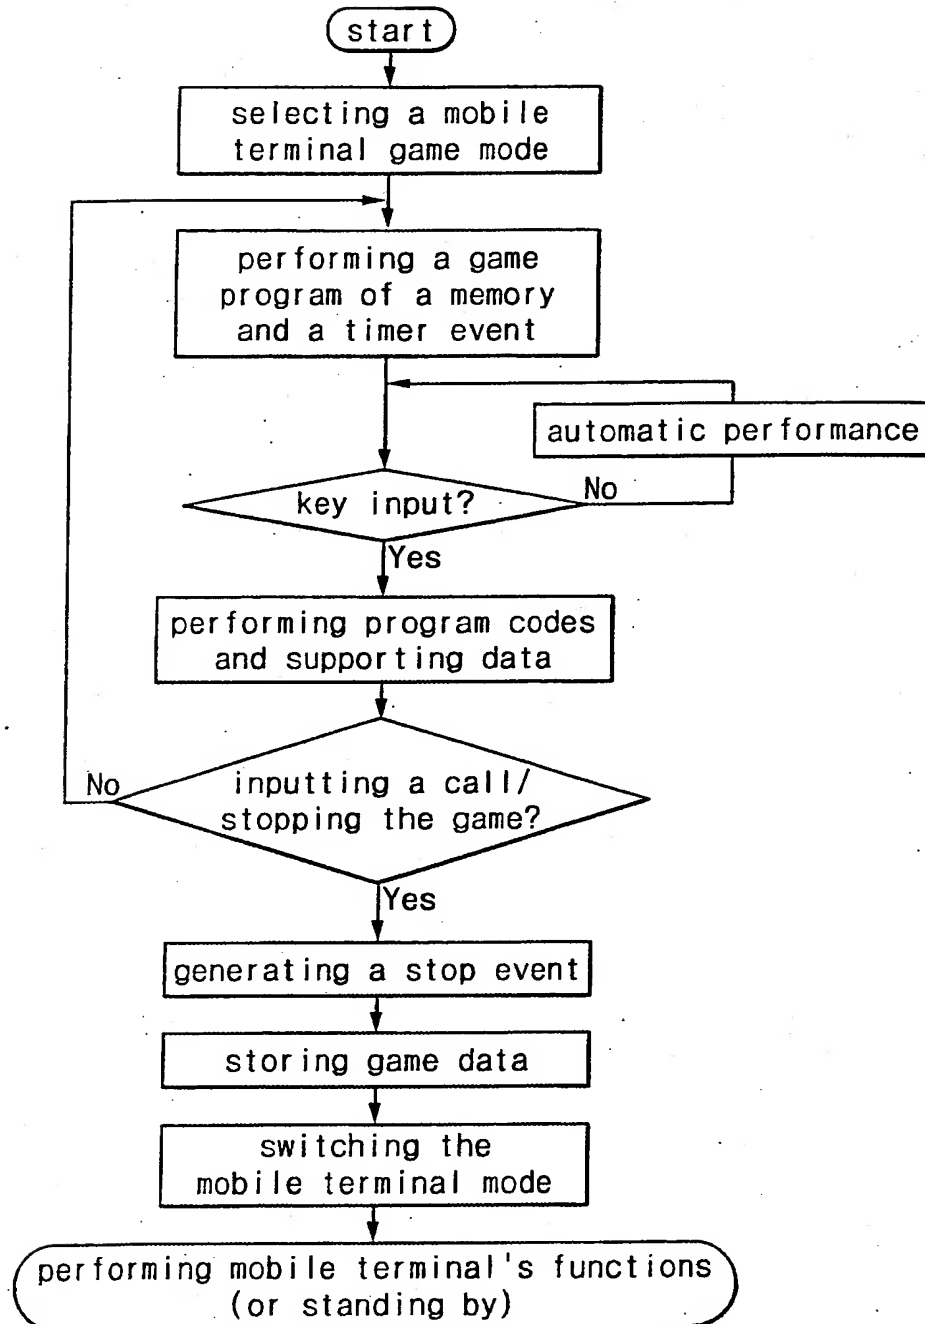 start
selecting a mobile
terminal game mode
performing a game
program of a memory
and a timer event
automatic performance
key input?
No
Yes
performing program codes
and supporting data
No
inputting a call/
stopping the game?
Yes
generating a stop event
storing game data
switching the
mobile terminal mode
performing mobile terminal's functions
(or standing by)